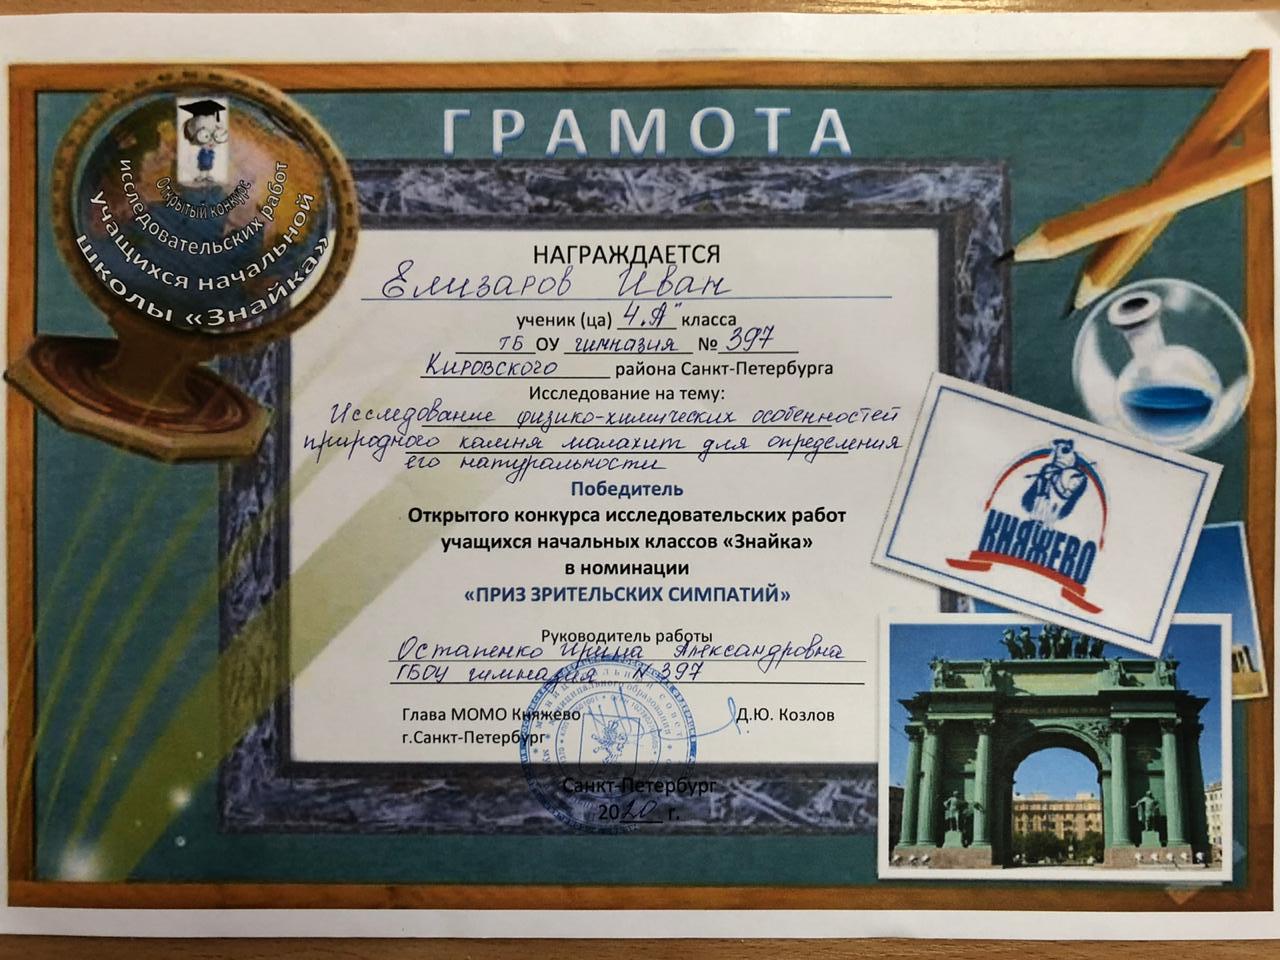 ГРАМОТА
Открытый конкурс
исследовательских работ
учащихся начальной
школы «Знайка»
НАГРАЖДАЕТСЯ
Елизаров Иван
ученик (ца) 4 "А" класса
ГБ ОУ гимназия № 397
Кировского района Санкт-Петербурга
Исследование на тему:
Исследование физико-химических особенностей
природного камня малахит для определения
его натуральности
Победитель
Открытого конкурса исследовательских работ
учащихся начальных классов «Знайка»
в номинации
«ПРИЗ ЗРИТЕЛЬСКИХ СИМПАТИЙ»
Руководитель работы
Остапенко Ирина Александровна
ГБОУ гимназия №397
Глава МОМО Княжево Д.Ю. Козлов
г.Санкт-Петербург
Санкт-Петербург
2020 г.
КНЯЖЕВО